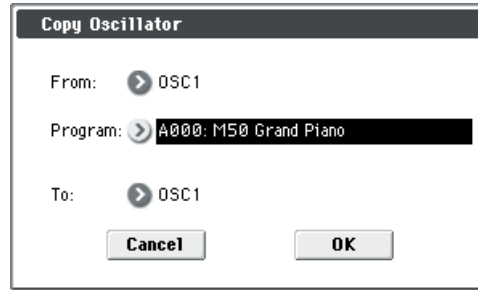 Copy Oscillator
From: OSC1
Program: A000: M50 Grand Piano
To: OSC1
Cancel OK